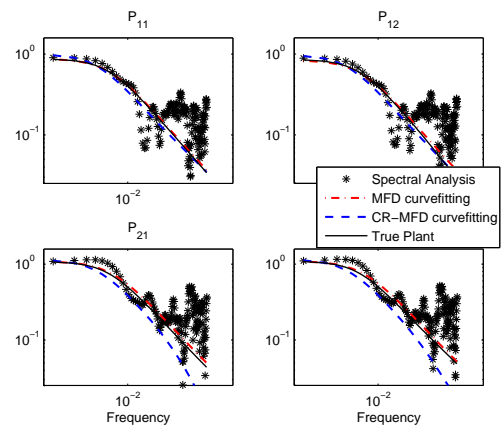 P11
P12
10^0
10^-1
10^-2
10^0
10^-1
Spectral Analysis
MFD curvefitting
CR-MFD curvefitting
True Plant
P21
10^0
10^-1
10^-2
Frequency
10^0
10^-1
10^-2
Frequency